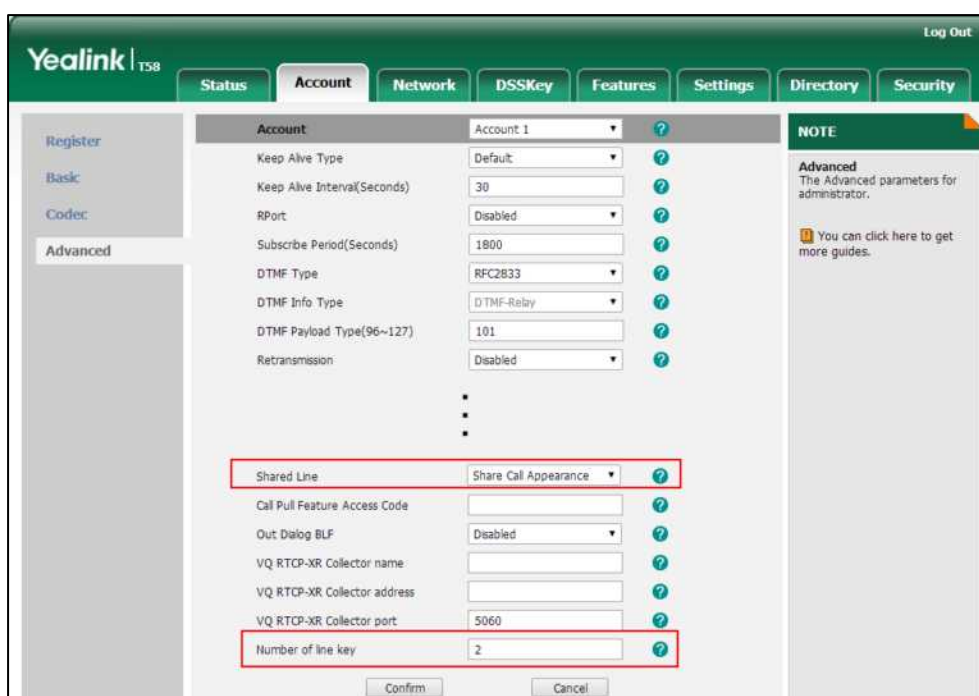 Log Out
Yealink T58
Status Account Network DSSKey Features Settings Directory Security
Register
Basic
Codec
Advanced
Account Account 1
Keep Alive Type Default
Keep Alive Interval(Seconds) 30
RPort Disabled
Subscribe Period(Seconds) 1800
DTMF Type RFC2833
DTMF Info Type DTMF-Relay
DTMF Payload Type(96~127) 101
Retransmission Disabled
Shared Line Share Call Appearance
Call Pull Feature Access Code
Out Dialog BLF Disabled
VQ RTCP-XR Collector name
VQ RTCP-XR Collector address
VQ RTCP-XR Collector port 5060
Number of line key 2
Confirm Cancel
NOTE
Advanced
The Advanced parameters for
administrator.
You can click here to get
more guides.